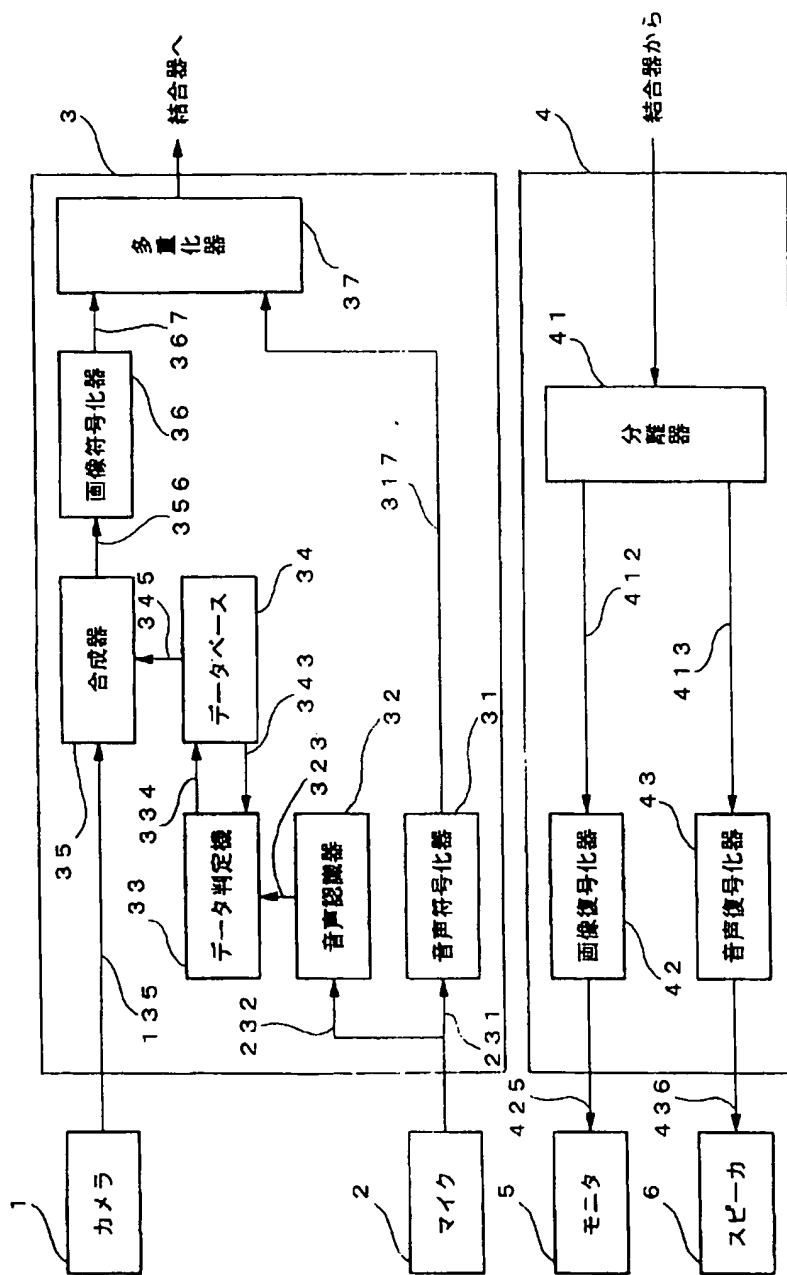 1
カメラ
135
35
合成器
356
画像符号化器
36
367
多重化器
37
3
結合器へ
345
34
データベース
334
343
33
データ判定機
323
32
音声認識器
232
2
マイク
231
音声符号化器
31
317
5
モニタ
425
画像復号化器
42
412
41
分離器
4
結合器から
6
スピーカ
436
音声復号化器
43
413